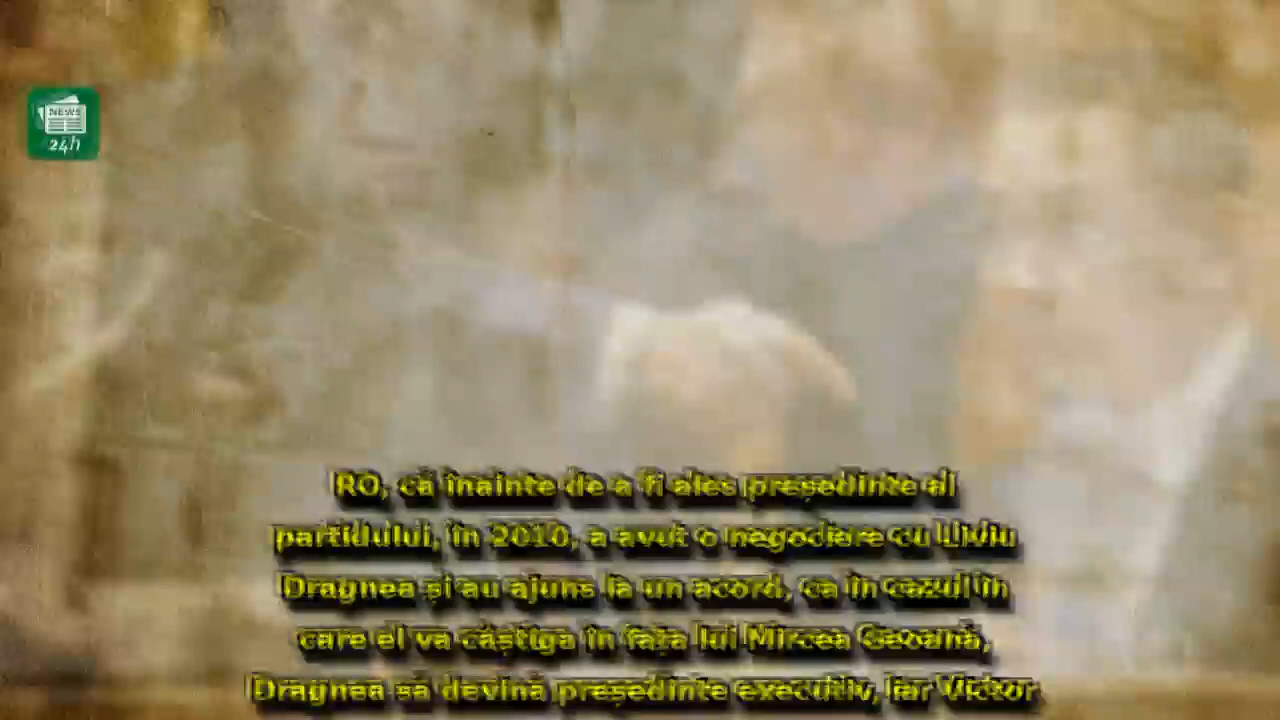 NEWS
24h
RO, că înainte de a fi ales președinte al
partidului, în 2010, a avut o negociere cu Liviu
Dragnea și au ajuns la un acord, ca în cazul în
care el va câștiga în fața lui Mircea Geoană,
Dragnea să devină președinte executiv, iar Victor